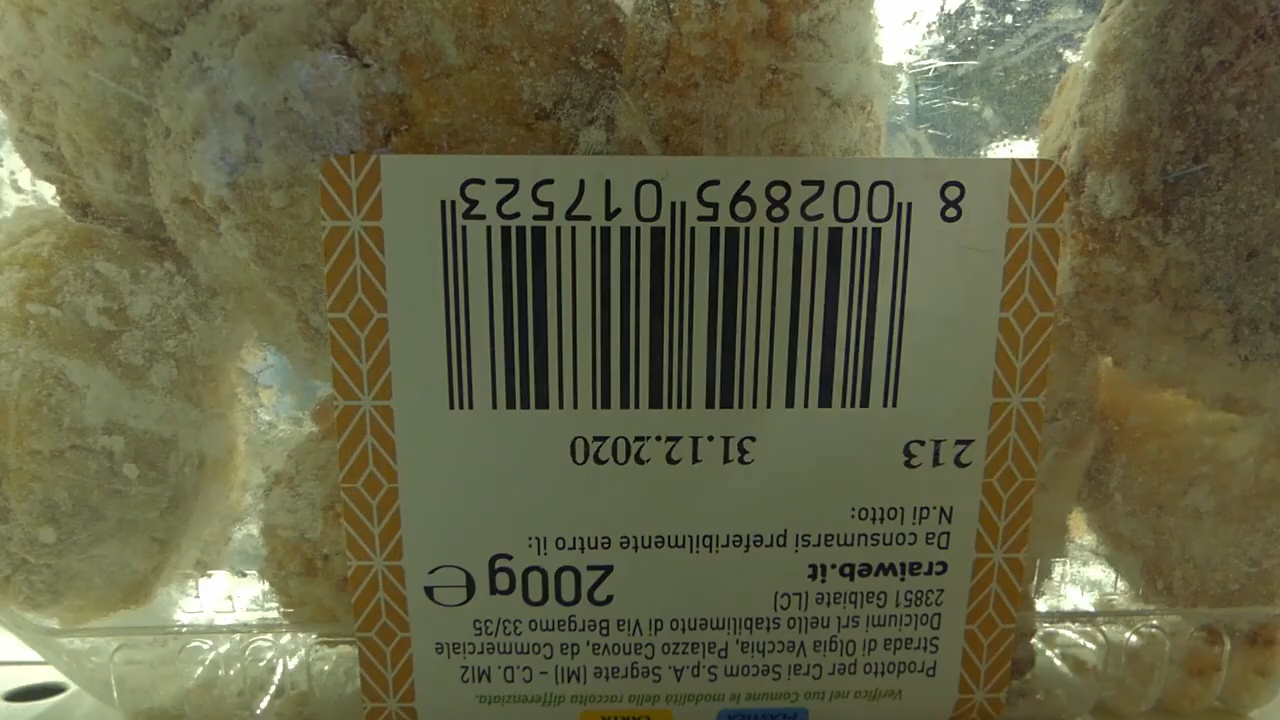 PLASTICA CARTA
Verifica nel tuo Comune le modalità della raccolta differenziata.
Prodotto per Crai Secom S.p.A. Segrate (MI) - C.D. MI2
Strada di Olgia Vecchia, Palazzo Canova, da Commerciale
Dolciumi srl nello stabilimento di Via Bergamo 33/35
23851 Galbiate (LC)
craiweb.it 200g e
Da consumarsi preferibilmente entro il:
N.di lotto:
213 31.12.2020
8 002895 017523